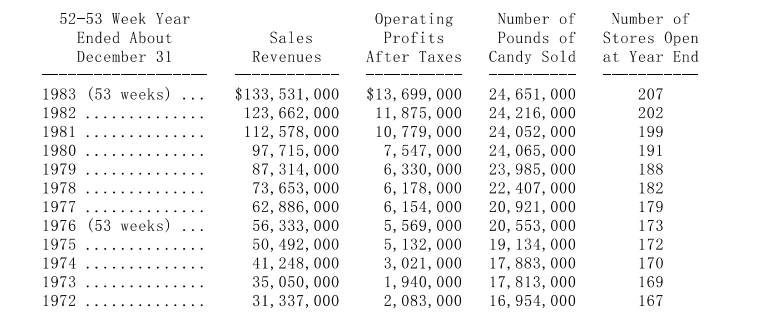 52-53 Week Year Operating Number of Number of
Ended About Sales Profits Pounds of Stores Open
December 31 Revenues After Taxes Candy Sold at Year End
1983 (53 weeks) ... $133,531,000 $13,699,000 24,651,000 207
1982 .............. 123,662,000 11,875,000 24,216,000 202
1981 .............. 112,578,000 10,779,000 24,052,000 199
1980 .............. 97,715,000 7,547,000 24,065,000 191
1979 .............. 87,314,000 6,330,000 23,985,000 188
1978 .............. 73,653,000 6,178,000 22,407,000 182
1977 .............. 62,886,000 6,154,000 20,921,000 179
1976 (53 weeks) ... 56,333,000 5,569,000 20,553,000 173
1975 .............. 50,492,000 5,132,000 19,134,000 172
1974 .............. 41,248,000 3,021,000 17,883,000 170
1973 .............. 35,050,000 1,940,000 17,813,000 169
1972 .............. 31,337,000 2,083,000 16,954,000 167